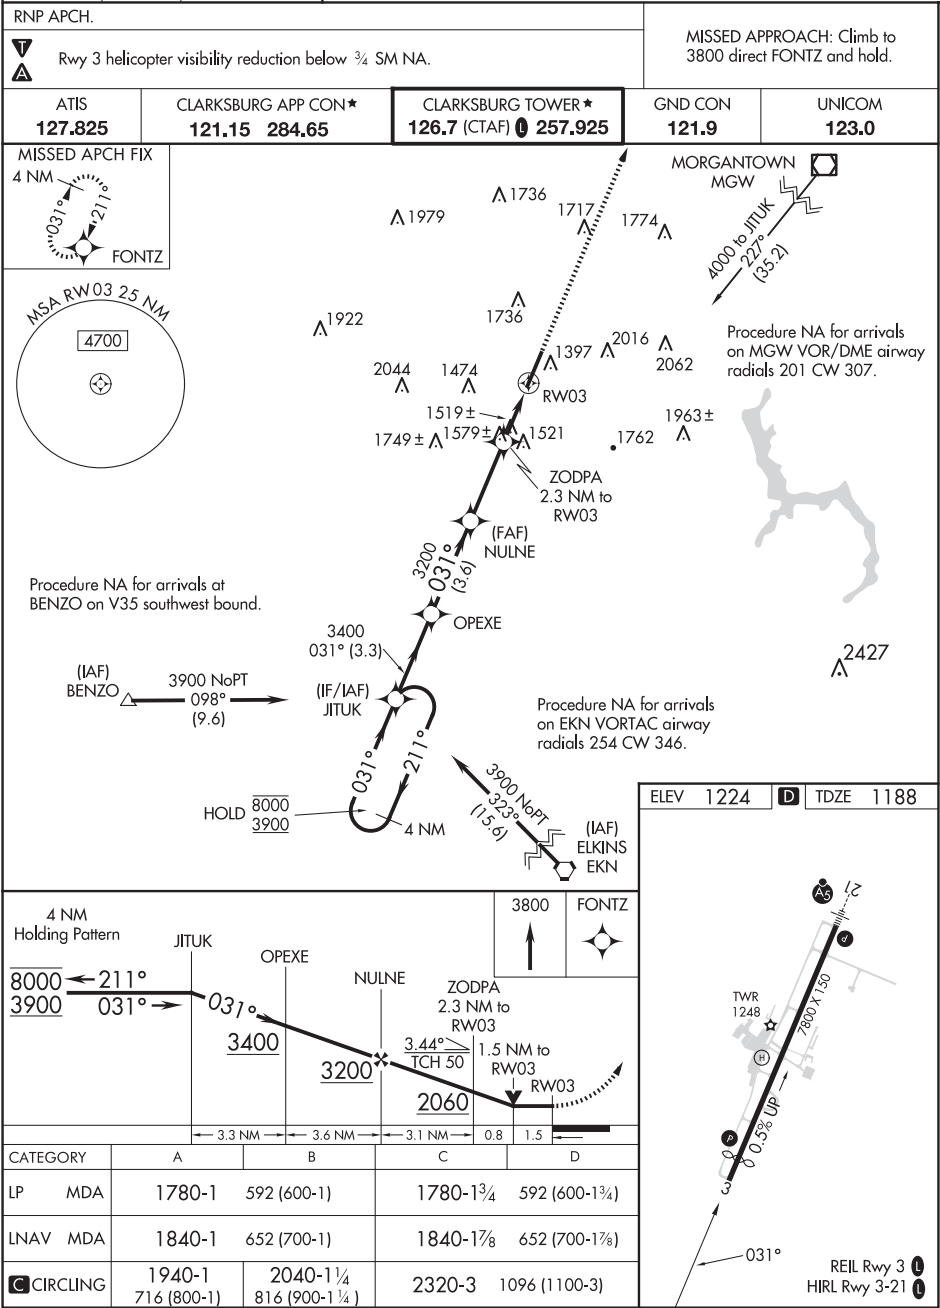 RNP APCH.
T
A
Rwy 3 helicopter visibility reduction below ¾ SM NA.
MISSED APPROACH: Climb to
3800 direct FONTZ and hold.
ATIS
127.825
CLARKSBURG APP CON★
121.15 284.65
CLARKSBURG TOWER★
126.7 (CTAF) L 257.925
GND CON
121.9
UNICOM
123.0
MISSED APCH FIX
4 NM
031°
211°
FONTZ
MSA RW03 25 NM
4700
1979
1736
1717
1774
MORGANTOWN
MGW
4000 to JITUK
227°
(35.2)
1922
1736
Procedure NA for arrivals
on MGW VOR/DME airway
radials 201 CW 307.
2044
1474
1397
2016
2062
RW03
1519±
1749±
1579±
1521
1762
1963±
ZODPA
2.3 NM to
RW03
(FAF)
NULNE
3200
031°
(3.6)
Procedure NA for arrivals at
BENZO on V35 southwest bound.
OPEXE
3400
031° (3.3)
2427
(IAF)
BENZO
3900 NoPT
098°
(9.6)
(IF/IAF)
JITUK
Procedure NA for arrivals
on EKN VORTAC airway
radials 254 CW 346.
031°
211°
HOLD
8000
3900
4 NM
3900 NoPT
323°
(15.6)
(IAF)
ELKINS
EKN
ELEV 1224 D TDZE 1188
A5
21
P
TWR
1248
7800 X 150
H
0.5% UP
P
3
031°
REIL Rwy 3 L
HIRL Rwy 3-21 L
4 NM
Holding Pattern
JITUK
OPEXE
NULNE
ZODPA
2.3 NM to
RW03
3800
FONTZ
8000
3900
211°
031°
031°
3400
3200
3.44°
TCH 50
2060
1.5 NM to
RW03
RW03
3.3 NM 3.6 NM 3.1 NM 0.8 1.5
CATEGORY A B C D
LP MDA 1780-1 592 (600-1) 1780-1¾ 592 (600-1¾)
LNAV MDA 1840-1 652 (700-1) 1840-1⅞ 652 (700-1⅞)
C CIRCLING 1940-1 716 (800-1) 2040-1¼ 816 (900-1¼) 2320-3 1096 (1100-3)